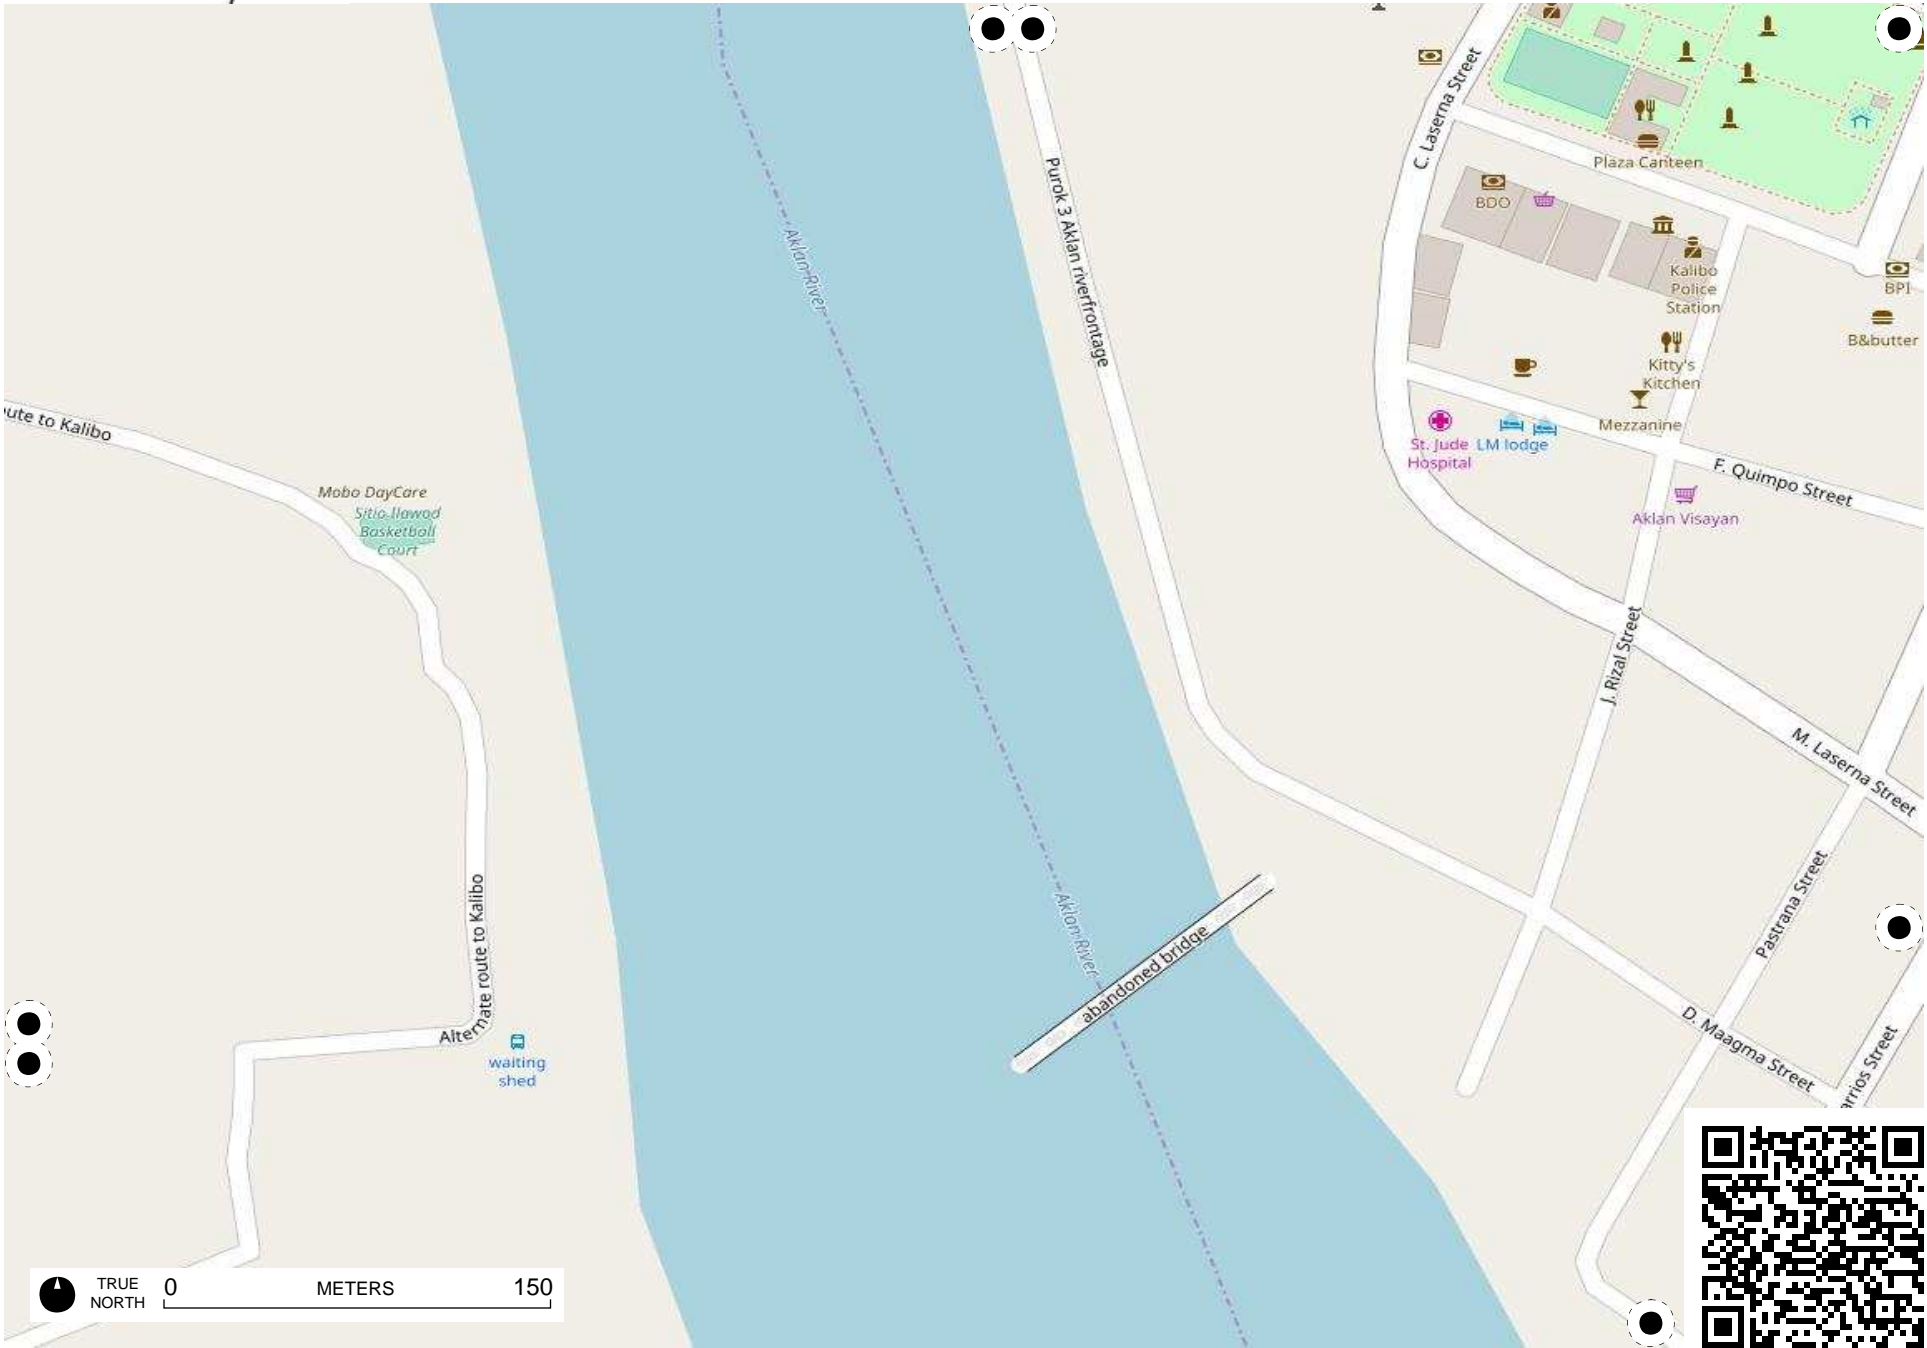 C. Laserna Street
Plaza Canteen
BDO
Kalibo
Police
Station
BPI
B&butter
Kitty's
Kitchen
Mezzanine
St. Jude
Hospital
LM lodge
F. Quimpo Street
Aklan Visayan
Purok 3 Aklan riverfrontage
Aklan River
oute to Kalibo
Mobo DayCare
Sitio Ilawod
Basketball
Court
J. Rizal Street
M. Laserna Street
Pastrana Street
Alternate route to Kalibo
Aklan River
abandoned bridge
waiting
shed
D. Maagma Street
arrios Street
TRUE
NORTH
0 METERS 150